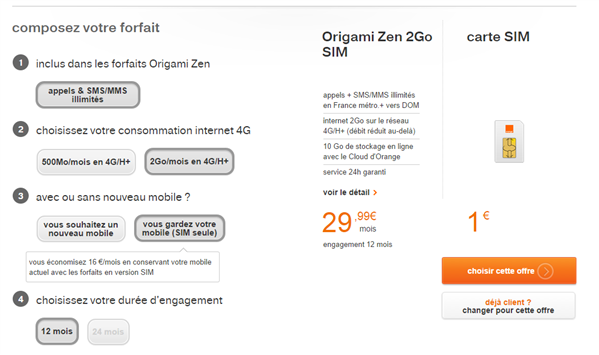 composez votre forfait
1 inclus dans les forfaits Origami Zen
appels & SMS/MMS
illimités
2 choisissez votre consommation internet 4G
500Mo/mois en 4G/H+ 2Go/mois en 4G/H+
3 avec ou sans nouveau mobile ?
vous souhaitez un
nouveau mobile
vous gardez votre
mobile (SIM seule)
vous économisez 16 €/mois en conservant votre mobile
actuel avec les forfaits en version SIM
4 choisissez votre durée d'engagement
12 mois 24 mois
Origami Zen 2Go
SIM
appels + SMS/MMS illimités
en France métro.+ vers DOM
internet 2Go sur le réseau
4G/H+ (débit réduit au-delà)
10 Go de stockage en ligne
avec le Cloud d'Orange
service 24h garanti
voir le détail
29,99€
mois
engagement 12 mois
carte SIM
1 €
choisir cette offre
déjà client ?
changer pour cette offre